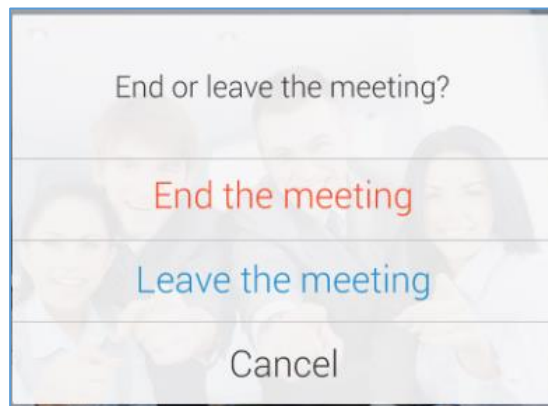 End or leave the meeting?
End the meeting
Leave the meeting
Cancel